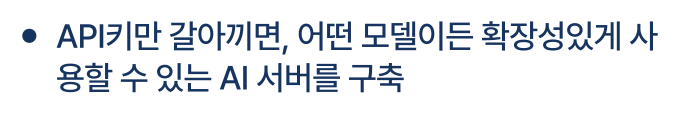 • API키만 갈아끼면, 어떤 모델이든 확장성있게 사
용할 수 있는 AI 서버를 구축